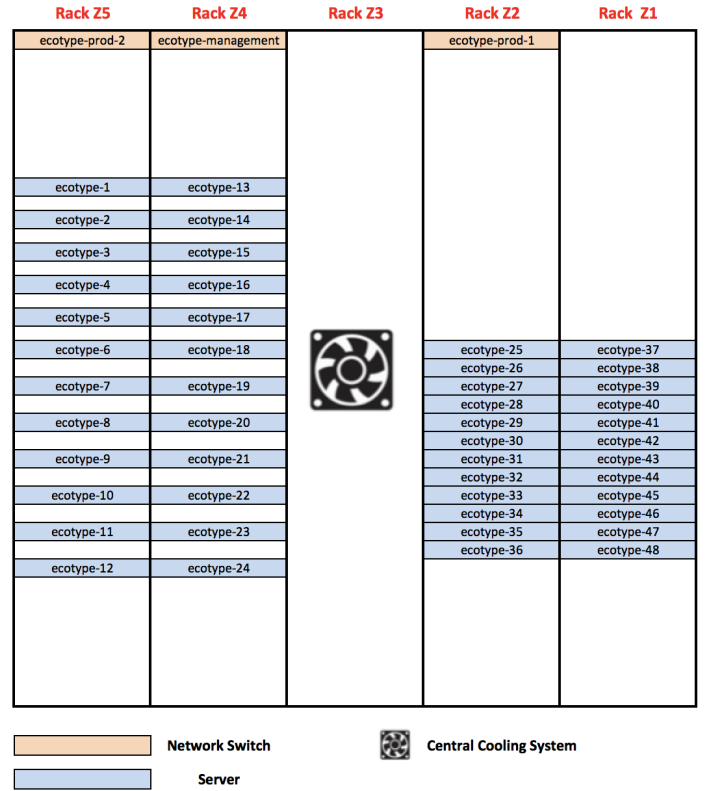 Rack Z5 Rack Z4 Rack Z3 Rack Z2 Rack Z1
ecotype-prod-2 ecotype-management ecotype-prod-1
ecotype-1 ecotype-13
ecotype-2 ecotype-14
ecotype-3 ecotype-15
ecotype-4 ecotype-16
ecotype-5 ecotype-17
ecotype-6 ecotype-18 ecotype-25 ecotype-37
ecotype-26 ecotype-38
ecotype-7 ecotype-19 ecotype-27 ecotype-39
ecotype-28 ecotype-40
ecotype-8 ecotype-20 ecotype-29 ecotype-41
ecotype-30 ecotype-42
ecotype-9 ecotype-21 ecotype-31 ecotype-43
ecotype-32 ecotype-44
ecotype-10 ecotype-22 ecotype-33 ecotype-45
ecotype-34 ecotype-46
ecotype-11 ecotype-23 ecotype-35 ecotype-47
ecotype-36 ecotype-48
ecotype-12 ecotype-24
Network Switch Central Cooling System
Server